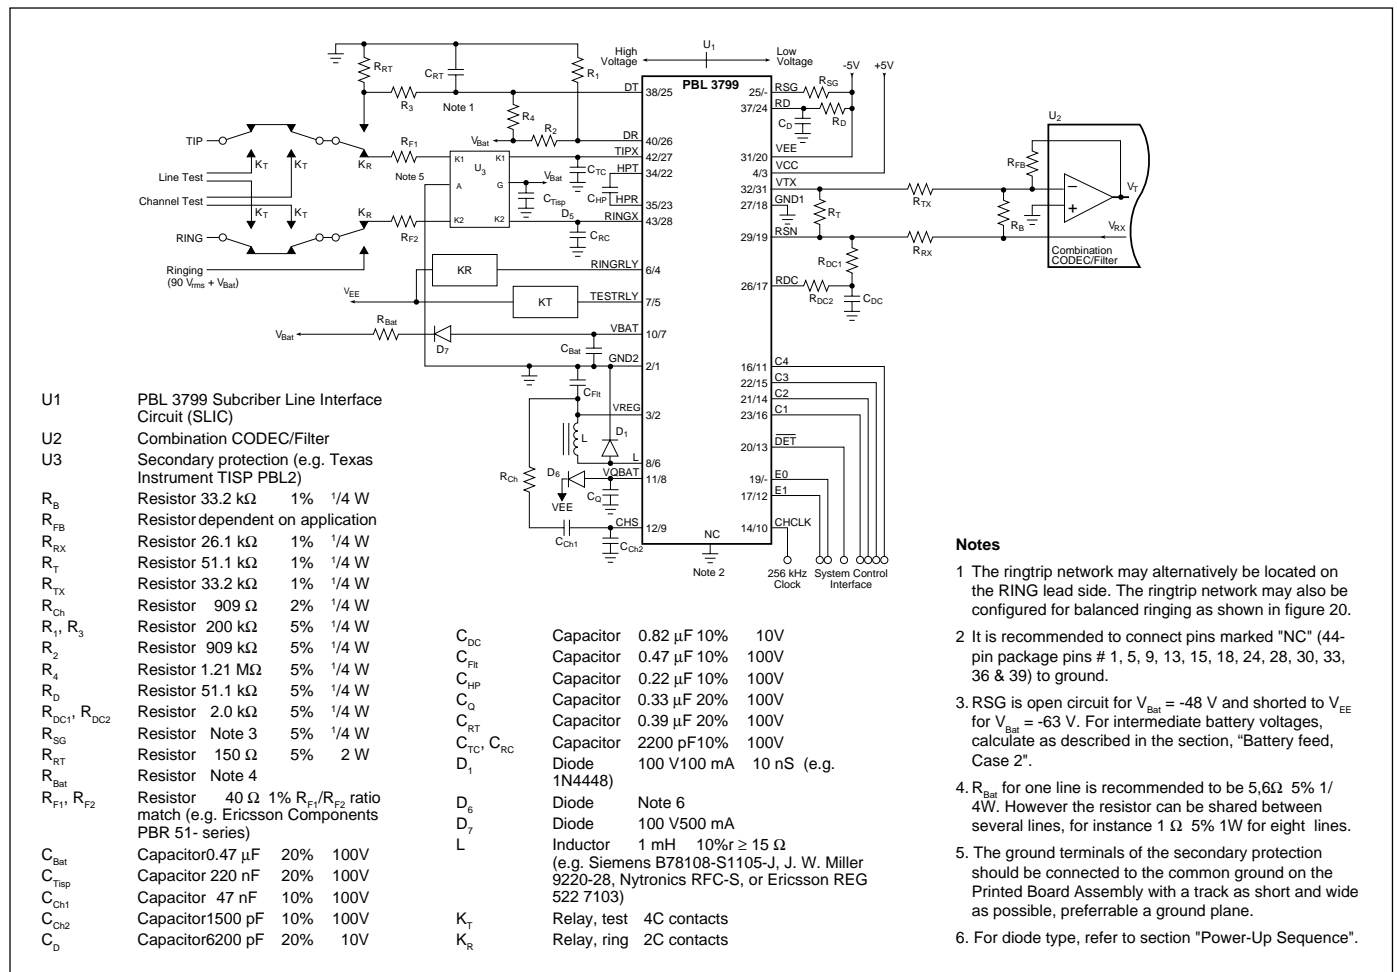 U1
High Voltage
Low Voltage
-5V +5V
PBL 3799
RRT
CRT
R1
R3
Note 1
R4
R2
VBat
DT 38/25
DR 40/26
TIPX 42/27
HPT 34/22
HPR 35/23
RINGX 43/28
RINGRLY 6/4
TESTRLY 7/5
VBAT 10/7
GND2 2/1
VREG 3/2
L 8/6
VQBAT 11/8
CHS 12/9
NC
Note 2
TIP
KT KT
KR
RF1
Note 5
K1 K1
U3
A G
K2 K2
VBat
CTisp
CTC
CHP
D5
CRC
Line Test
Channel Test
KT KT
KR
RF2
RING
Ringing
(90 Vrms + VBat)
KR
KT
VEE
VBat
RBat
D7
CBat
CFlt
L
D1
RCh
D6
VEE
CQ
CCh1
CCh2
25/- RSG
RSG
37/24 RD
CD
RD
31/20 VEE
4/3 VCC
32/31 VTX
27/18 GND1
29/19 RSN
26/17 RDC
16/11 C4
22/15 C3
21/14 C2
23/16 C1
20/13 DET
19/- E0
17/12 E1
14/10 CHCLK
RT
RTX
RB
RRX
RDC1
RDC2
CDC
U2
RFB
VT
VRX
Combination
CODEC/Filter
256 kHz
Clock
System Control
Interface
U1 PBL 3799 Subcriber Line Interface
Circuit (SLIC)
U2 Combination CODEC/Filter
U3 Secondary protection (e.g. Texas
Instrument TISP PBL2)
RB Resistor 33.2 kΩ 1% 1/4 W
RFB Resistor dependent on application
RRX Resistor 26.1 kΩ 1% 1/4 W
RT Resistor 51.1 kΩ 1% 1/4 W
RTX Resistor 33.2 kΩ 1% 1/4 W
RCh Resistor 909 Ω 2% 1/4 W
R1, R3 Resistor 200 kΩ 5% 1/4 W
R2 Resistor 909 kΩ 5% 1/4 W
R4 Resistor 1.21 MΩ 5% 1/4 W
RD Resistor 51.1 kΩ 5% 1/4 W
RDC1, RDC2 Resistor 2.0 kΩ 5% 1/4 W
RSG Resistor Note 3 5% 1/4 W
RRT Resistor 150 Ω 5% 2 W
RBat Resistor Note 4
RF1, RF2 Resistor 40 Ω 1% RF1/RF2 ratio
match (e.g. Ericsson Components
PBR 51- series)
CBat Capacitor0.47 μF 20% 100V
CTisp Capacitor 220 nF 20% 100V
CCh1 Capacitor 47 nF 10% 100V
CCh2 Capacitor1500 pF 10% 100V
CD Capacitor6200 pF 20% 10V
CDC Capacitor 0.82 μF 10% 10V
CFlt Capacitor 0.47 μF 10% 100V
CHP Capacitor 0.22 μF 10% 100V
CQ Capacitor 0.33 μF 20% 100V
CRT Capacitor 0.39 μF 20% 100V
CTC, CRC Capacitor 2200 pF10% 100V
D1 Diode 100 V100 mA 10 nS (e.g.
1N4448)
D6 Diode Note 6
D7 Diode 100 V500 mA
L Inductor 1 mH 10%r ≥ 15 Ω
(e.g. Siemens B78108-S1105-J, J. W. Miller
9220-28, Nytronics RFC-S, or Ericsson REG
522 7103)
KT Relay, test 4C contacts
KR Relay, ring 2C contacts
Notes
1 The ringtrip network may alternatively be located on
the RING lead side. The ringtrip network may also be
configured for balanced ringing as shown in figure 20.
2 It is recommended to connect pins marked "NC" (44-
pin package pins # 1, 5, 9, 13, 15, 18, 24, 28, 30, 33,
36 & 39) to ground.
3. RSG is open circuit for VBat = -48 V and shorted to VEE
for VBat = -63 V. For intermediate battery voltages,
calculate as described in the section, “Battery feed,
Case 2".
4. RBat for one line is recommended to be 5,6Ω 5% 1/
4W. However the resistor can be shared between
several lines, for instance 1 Ω 5% 1W for eight lines.
5. The ground terminals of the secondary protection
should be connected to the common ground on the
Printed Board Assembly with a track as short and wide
as possible, preferrable a ground plane.
6. For diode type, refer to section "Power-Up Sequence".